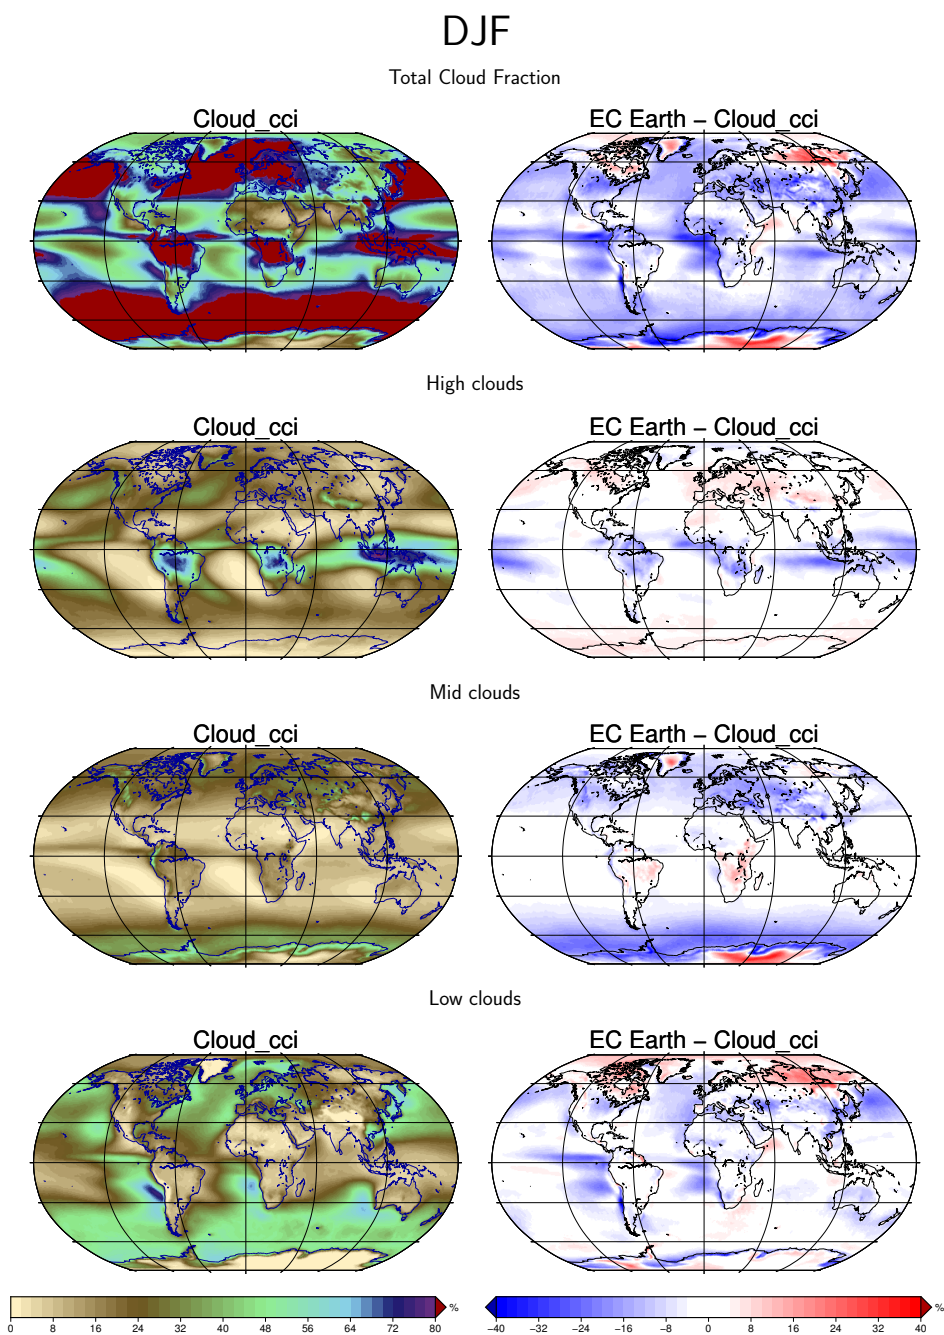 DJF
Total Cloud Fraction
Cloud_cci EC Earth − Cloud_cci
High clouds
Cloud_cci EC Earth − Cloud_cci
Mid clouds
Cloud_cci EC Earth − Cloud_cci
Low clouds
Cloud_cci EC Earth − Cloud_cci
% %
0 8 16 24 32 40 48 56 64 72 80 −40 −32 −24 −16 −8 0 8 16 24 32 40